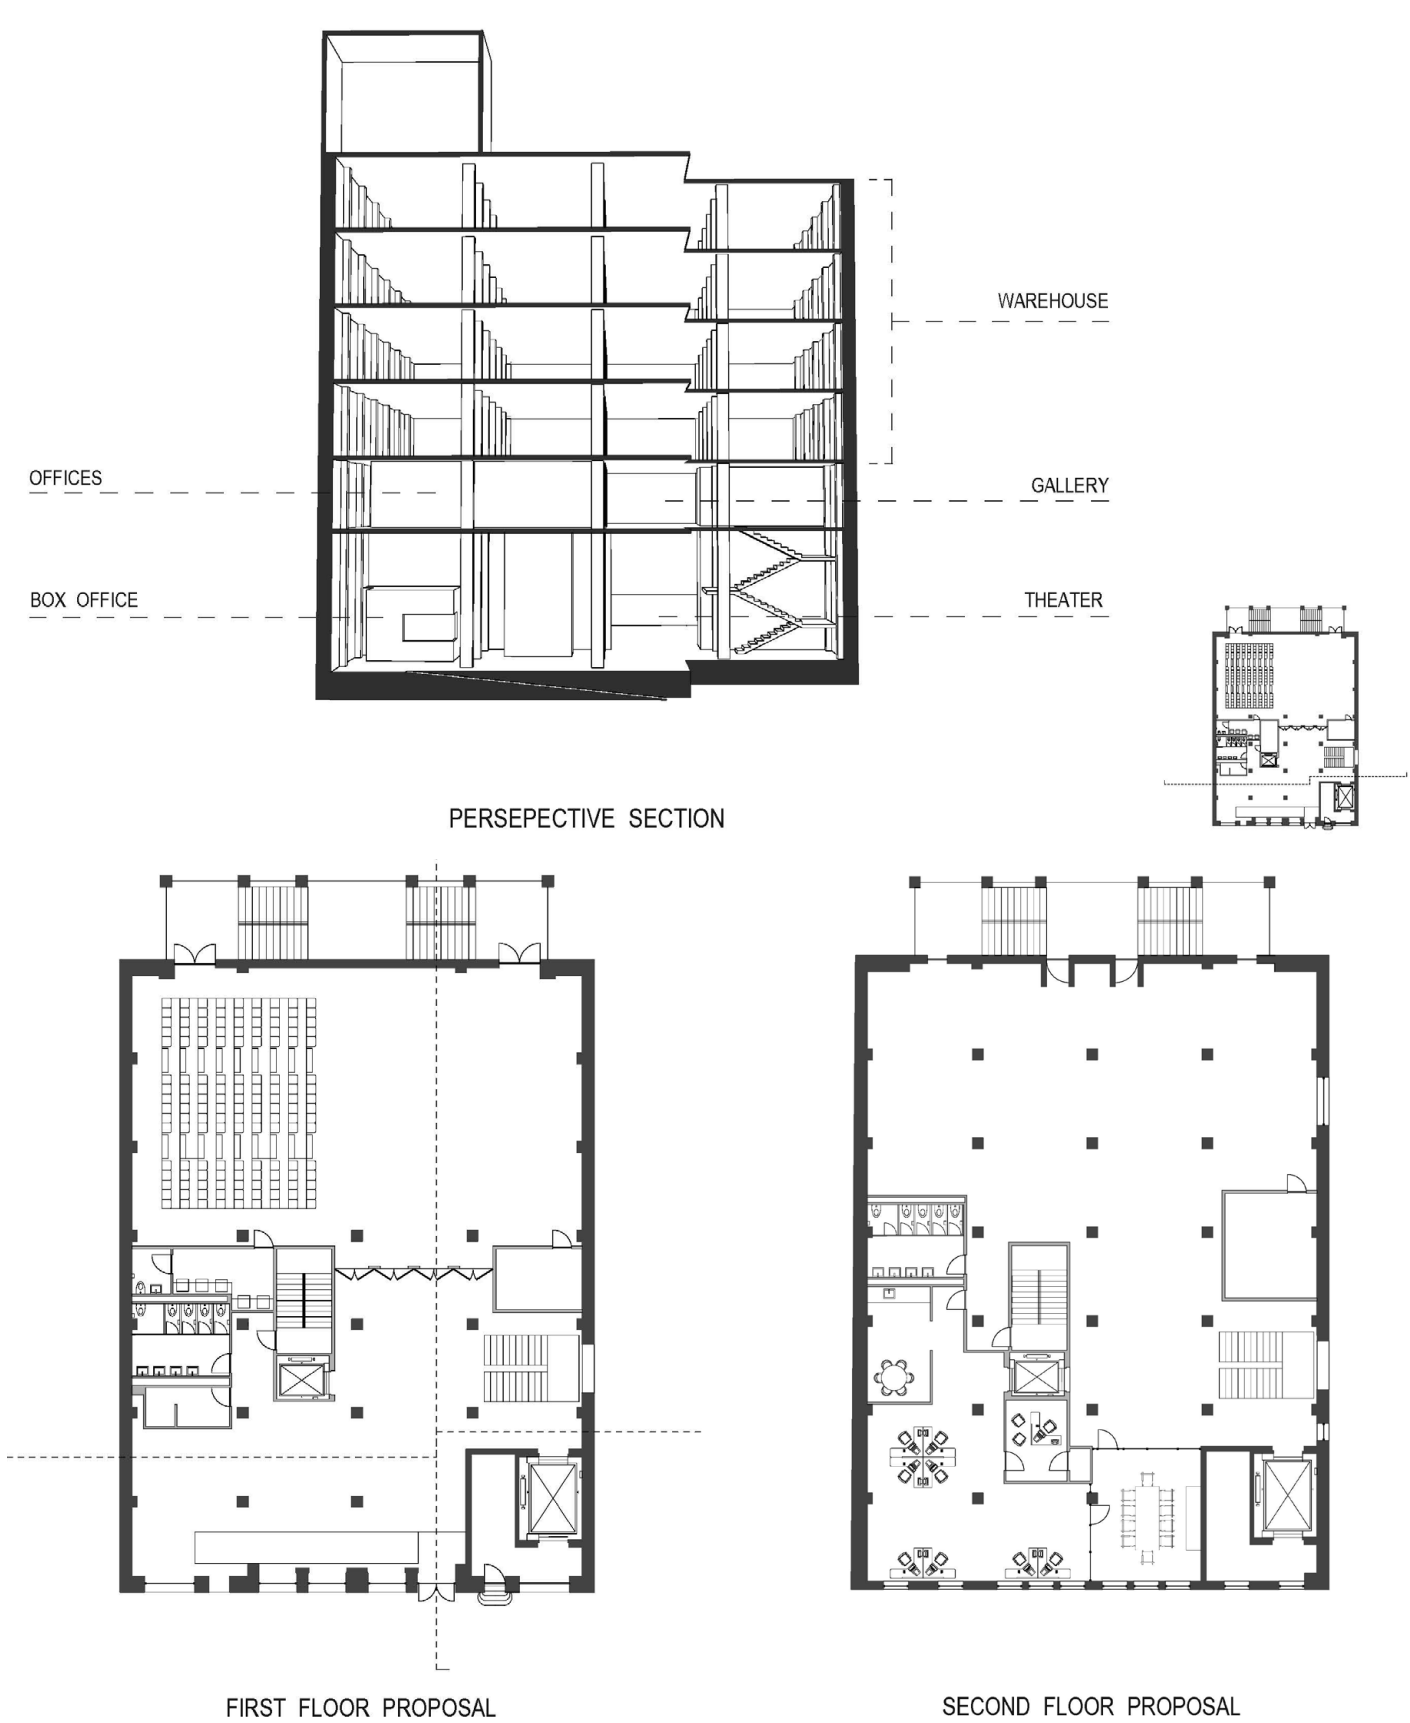 WAREHOUSE
OFFICES
GALLERY
BOX OFFICE
THEATER
PERSEPECTIVE SECTION
FIRST FLOOR PROPOSAL
SECOND FLOOR PROPOSAL